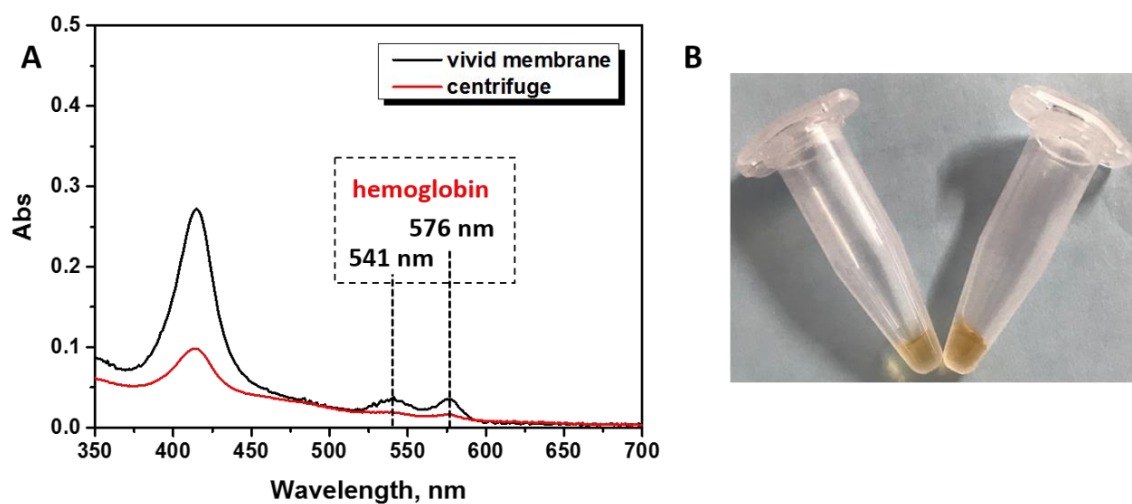 A
B
0.5
0.4
0.3
0.2
0.1
0.0
Abs
vivid membrane
centrifuge
hemoglobin
576 nm
541 nm
350 400 450 500 550 600 650 700
Wavelength, nm